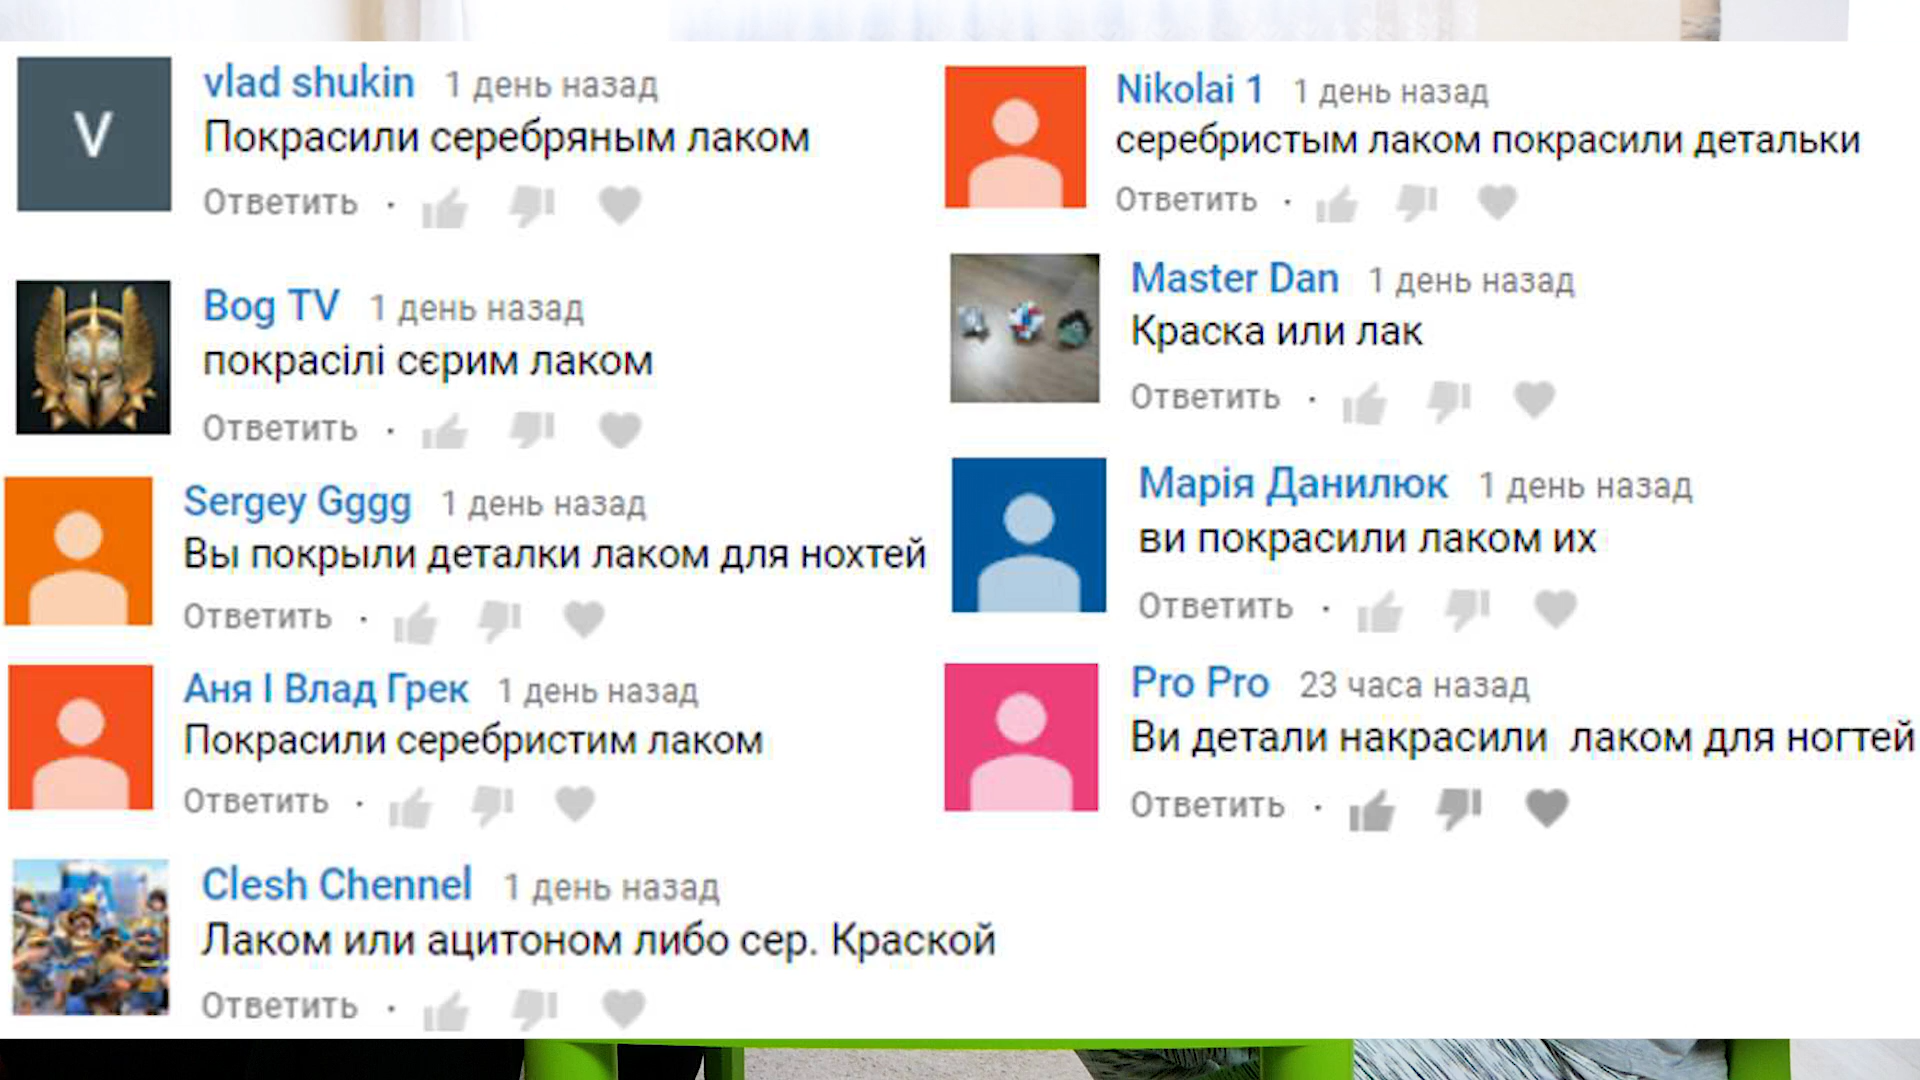 vlad shukin 1 день назад
Покрасили серебряным лаком
Ответить
Bog TV 1 день назад
покрасілі сєрим лаком
Ответить
Sergey Gggg 1 день назад
Вы покрыли деталки лаком для нохтей
Ответить
Аня І Влад Грек 1 день назад
Покрасили серебристим лаком
Ответить
Clesh Chennel 1 день назад
Лаком или ацитоном либо сер. Краской
Ответить
Nikolai 1 1 день назад
серебристым лаком покрасили детальки
Ответить
Master Dan 1 день назад
Краска или лак
Ответить
Марія Данилюк 1 день назад
ви покрасили лаком их
Ответить
Pro Pro 23 часа назад
Ви детали накрасили лаком для ногтей
Ответить